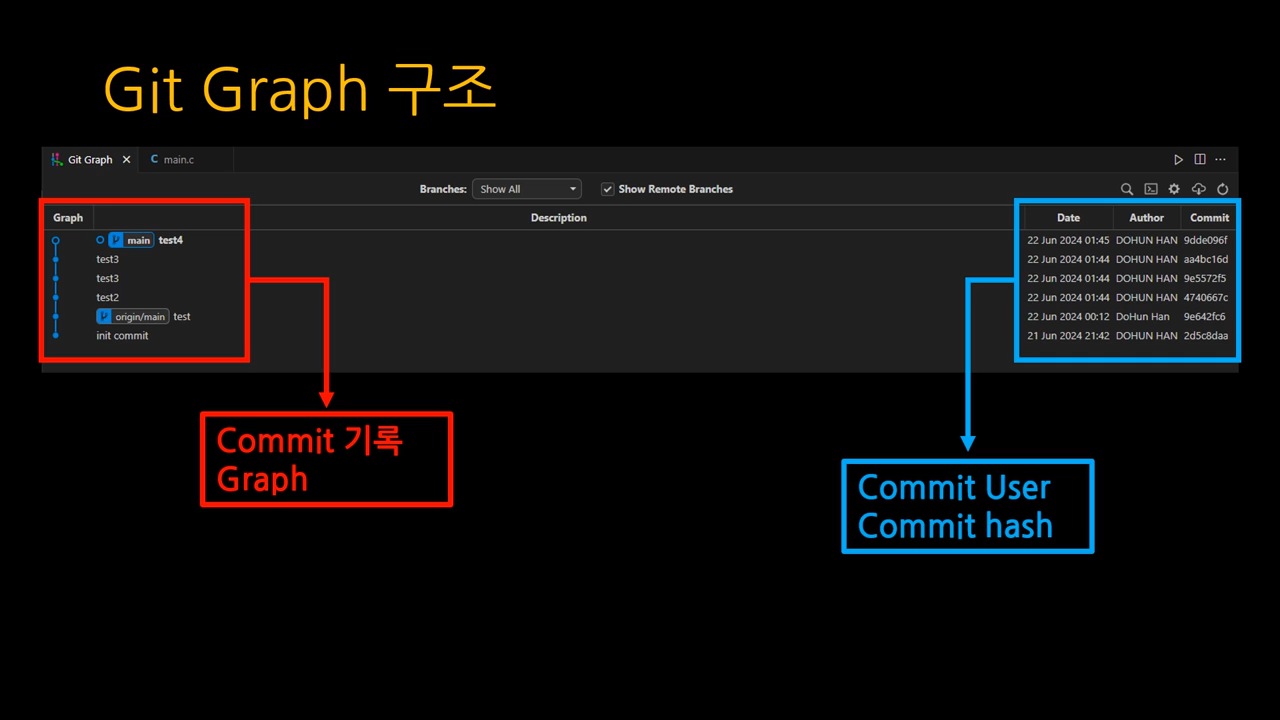 Git Graph 구조
Git Graph
C main.c
Branches: Show All Show Remote Branches
Graph Description Date Author Commit
main test4 22 Jun 2024 01:45 DOHUN HAN 9dde096f
test3 22 Jun 2024 01:44 DOHUN HAN aa4bc16d
test3 22 Jun 2024 01:44 DOHUN HAN 9e5572f5
test2 22 Jun 2024 01:44 DOHUN HAN 4740667c
origin/main test 22 Jun 2024 00:12 DoHun Han 9e642fc6
init commit 21 Jun 2024 21:42 DOHUN HAN 2d5c8daa
Commit 기록
Graph
Commit User
Commit hash